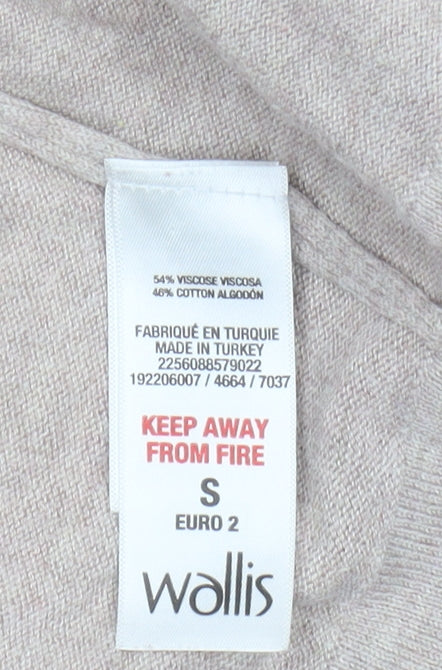 54% VISCOSE VISCOSA
46% COTTON ALGODÓN
FABRIQUÉ EN TURQUIE
MADE IN TURKEY
2256088579022
192206007 / 4664 / 7037
KEEP AWAY
FROM FIRE
S
EURO 2
wallis